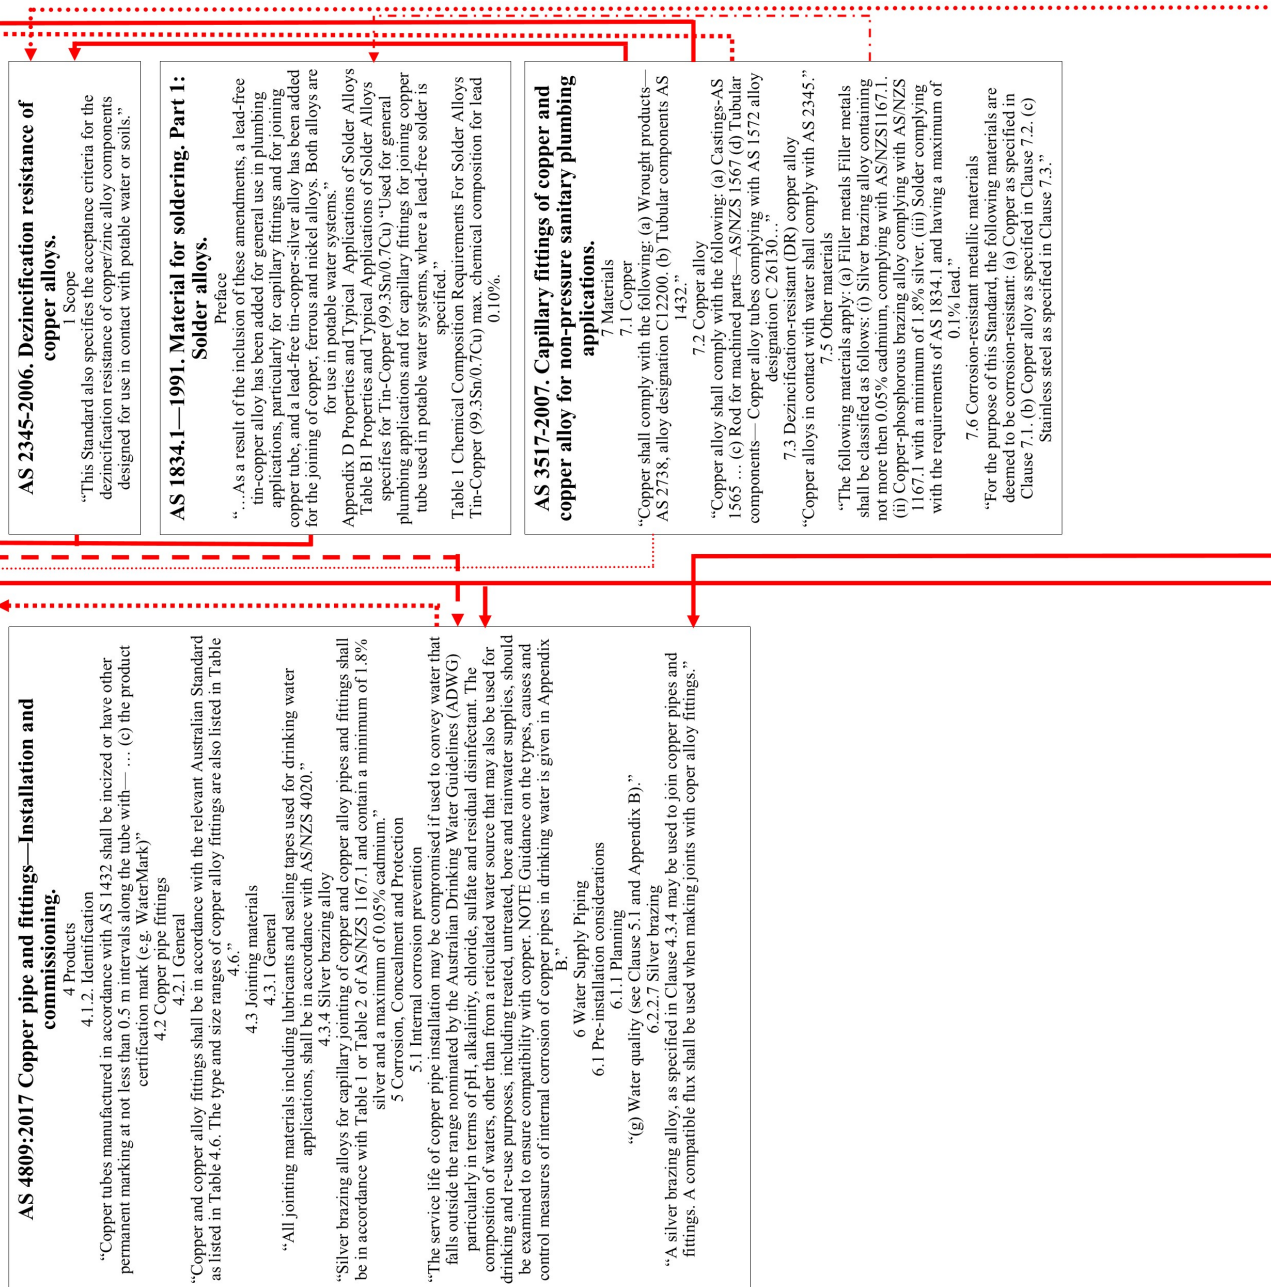 AS 2345-2006. Dezincification resistance of
copper alloys.
1 Scope
“This Standard also specifies the acceptance criteria for the
dezincification resistance of copper/zinc alloy components
designed for use in contact with potable water or soils.”
AS 1834.1—1991. Material for soldering. Part 1:
Solder alloys.
Preface
“…As a result of the inclusion of these amendments, a lead-free
tin-copper alloy has been added for general use in plumbing
applications, particularly for capillary fittings and for joining
copper tube, and a lead-free tin-copper-silver alloy has been added
for the joining of copper, ferrous and nickel alloys. Both alloys are
for use in potable water systems.”
Appendix D Properties and Typical Applications of Solder Alloys
Table B1 Properties and Typical Applications of Solder Alloys
specifies for Tin-Copper (99.3Sn/0.7Cu) “Used for general
plumbing applications and for capillary fittings for joining copper
tube used in potable water systems, where a lead-free solder is
specified.”
Table 1 Chemical Composition Requirements For Solder Alloys
Tin-Copper (99.3Sn/0.7Cu) max. chemical composition for lead
0.10%.
AS 3517-2007. Capillary fittings of copper and
copper alloy for non-pressure sanitary plumbing
applications.
7 Materials
7.1 Copper
“Copper shall comply with the following: (a) Wrought products—
AS 2738, alloy designation C12200. (b) Tubular components AS
1432.”
7.2 Copper alloy
“Copper alloy shall comply with the following: (a) Castings-AS
1565 … (c) Rod for machined parts—AS/NZS 1567 (d) Tubular
components— Copper alloy tubes complying with AS 1572 alloy
designation C 26130…”
7.3 Dezincification-resistant (DR) copper alloy
“Copper alloys in contact with water shall comply with AS 2345.”
7.5 Other materials
“The following materials apply: (a) Filler metals Filler metals
shall be classified as follows: (i) Silver brazing alloy containing
not more then 0.05% cadmium, complying with AS/NZS1167.1.
(ii) Copper-phosphorous brazing alloy complying with AS/NZS
1167.1 with a minimum of 1.8% silver. (iii) Solder complying
with the requirements of AS 1834.1 and having a maximum of
0.1% lead.”
7.6 Corrosion-resistant metallic materials
“For the purpose of this Standard, the following materials are
deemed to be corrosion-resistant: (a) Copper as specified in
Clause 7.1. (b) Copper alloy as specified in Clause 7.2. (c)
Stainless steel as specified in Clause 7.3.”
AS 4809:2017 Copper pipe and fittings—Installation and
commissioning.
4 Products
4.1.2. Identification
“Copper tubes manufactured in accordance with AS 1432 shall be incized or have other
permanent marking at not less than 0.5 m intervals along the tube with— … (c) the product
certification mark (e.g. WaterMark)”
4.2 Copper pipe fittings
4.2.1 General
“Copper and copper alloy fittings shall be in accordance with the relevant Australian Standard
as listed in Table 4.6. The type and size ranges of copper alloy fittings are also listed in Table
4.6.”
4.3 Jointing materials
4.3.1 General
“All jointing materials including lubricants and sealing tapes used for drinking water
applications, shall be in accordance with AS/NZS 4020.”
4.3.4 Silver brazing alloy
“Silver brazing alloys for capillary jointing of copper and copper alloy pipes and fittings shall
be in accordance with Table 1 or Table 2 of AS/NZS 1167.1 and contain a minimum of 1.8%
silver and a maximum of 0.05% cadmium.”
5 Corrosion, Concealment and Protection
5.1 Internal corrosion prevention
“The service life of copper pipe installation may be compromised if used to convey water that
falls outside the range nominated by the Australian Drinking Water Guidelines (ADWG)
particularly in terms of pH, alkalinity, chloride, sulfate and residual disinfectant. The
composition of waters, other than from a reticulated water source that may also be used for
drinking and re-use purposes, including treated, untreated, bore and rainwater supplies, should
be examined to ensure compatibility with copper. NOTE Guidance on the types, causes and
control measures of internal corrosion of copper pipes in drinking water is given in Appendix
B.”
6 Water Supply Piping
6.1 Pre-installation considerations
6.1.1 Planning
“(g) Water quality (see Clause 5.1 and Appendix B).”
6.2.2.7 Silver brazing
“A silver brazing alloy, as specified in Clause 4.3.4 may be used to join copper pipes and
fittings. A compatible flux shall be used when making joints with coper alloy fittings.”